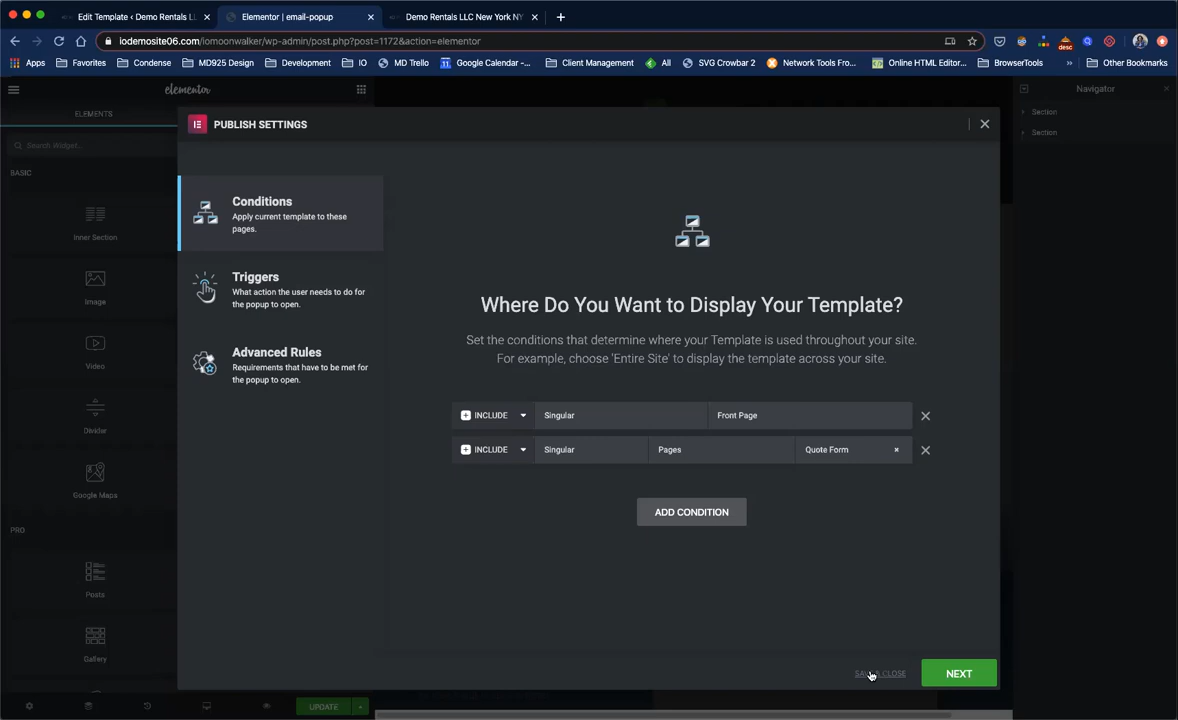 Edit Template ‹ Demo Rentals LL
Elementor | email-popup
Demo Rentals LLC New York NY
iodemosite06.com/iomoonwalker/wp-admin/post.php?post=1172&action=elementor
desc
Apps
Favorites
Condense
MD925 Design
Development
IO
MD Trello
Google Calendar -...
All
SVG Crowbar 2
Client Management
Network Tools Fro...
Online HTML Editor...
BrowserTools
»
Other Bookmarks
elementor
Navigator
ELEMENTS
Section
Section
Search Widget...
BASIC
Inner Section
Image
Video
Divider
Google Maps
PRO
Posts
Gallery
UPDATE
PUBLISH SETTINGS
Conditions
Apply current template to these
pages.
Triggers
What action the user needs to do for
the popup to open.
Advanced Rules
Requirements that have to be met for
the popup to open.
Where Do You Want to Display Your Template?
Set the conditions that determine where your Template is used throughout your site.
For example, choose 'Entire Site' to display the template across your site.
INCLUDE Singular Front Page
INCLUDE Singular Pages Quote Form ×
ADD CONDITION
SAVE & CLOSE
NEXT